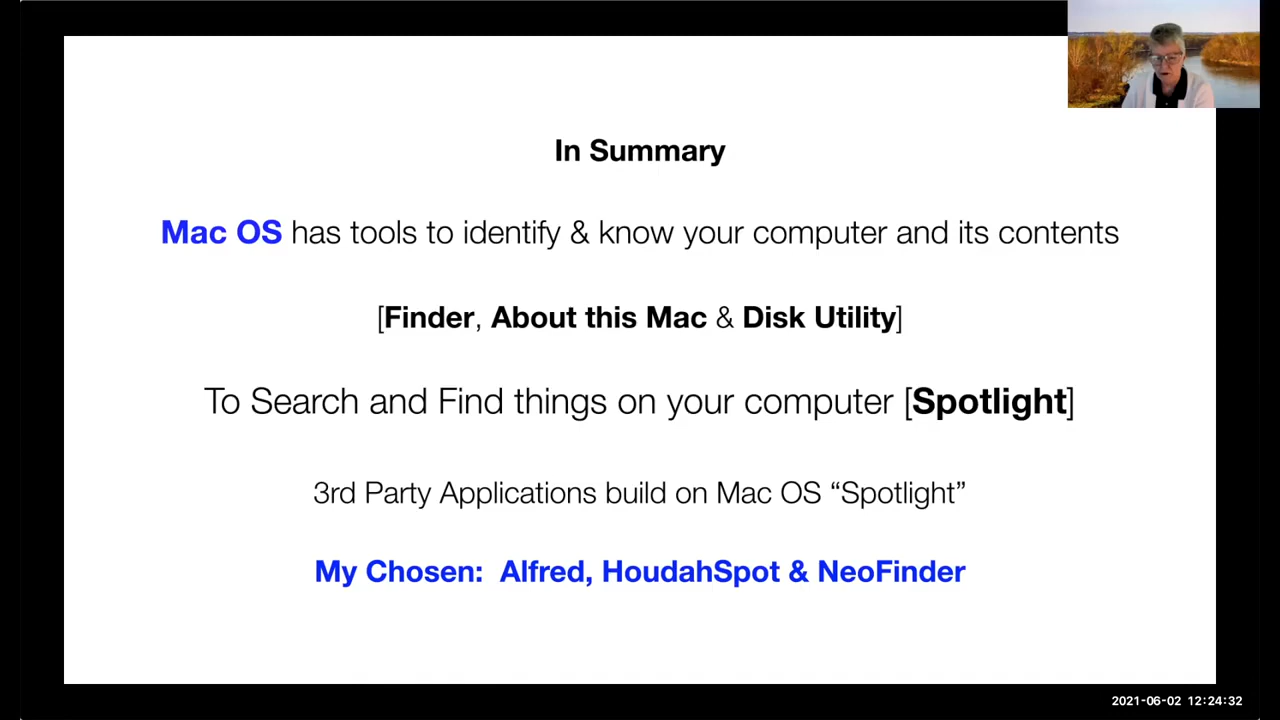 In Summary
Mac OS has tools to identify & know your computer and its contents
[Finder, About this Mac & Disk Utility]
To Search and Find things on your computer [Spotlight]
3rd Party Applications build on Mac OS “Spotlight”
My Chosen:  Alfred, HoudahSpot & NeoFinder
2021-06-02 12:24:32